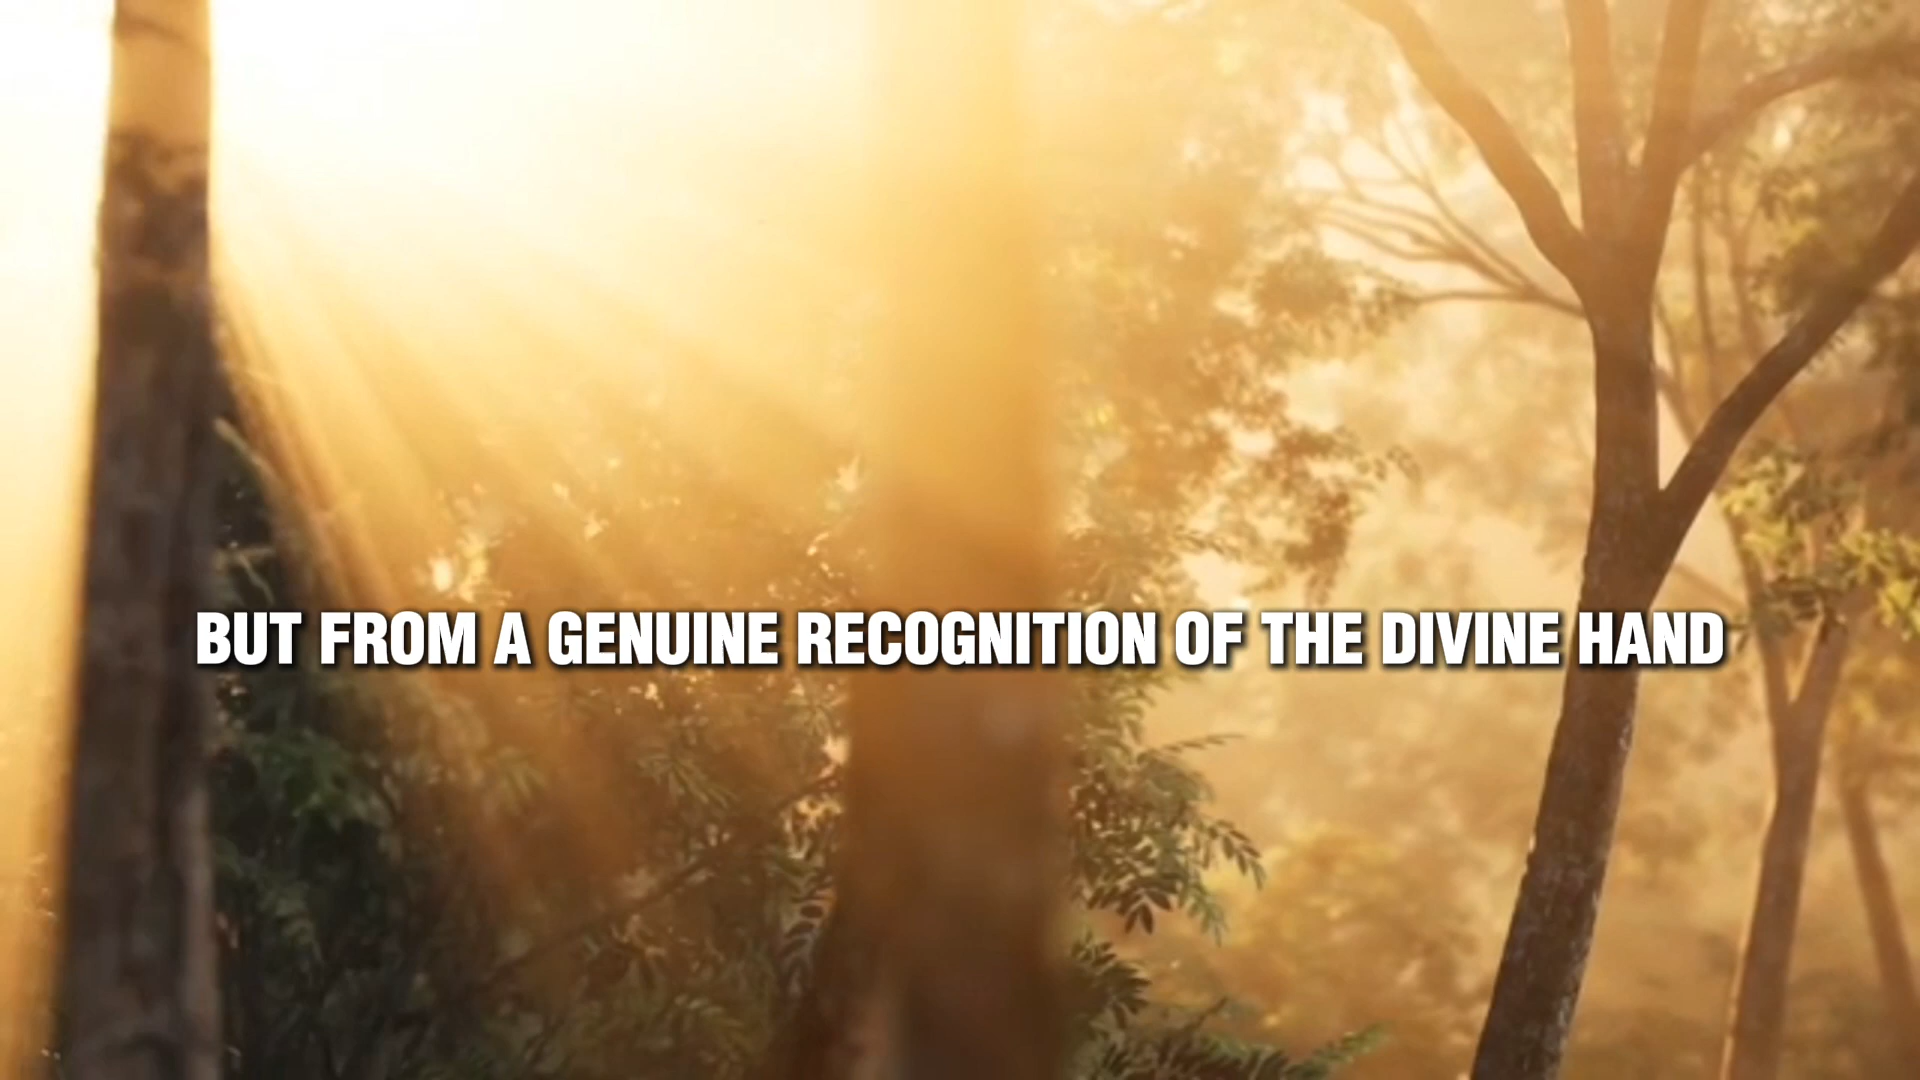 BUT FROM A GENUINE RECOGNITION OF THE DIVINE HAND